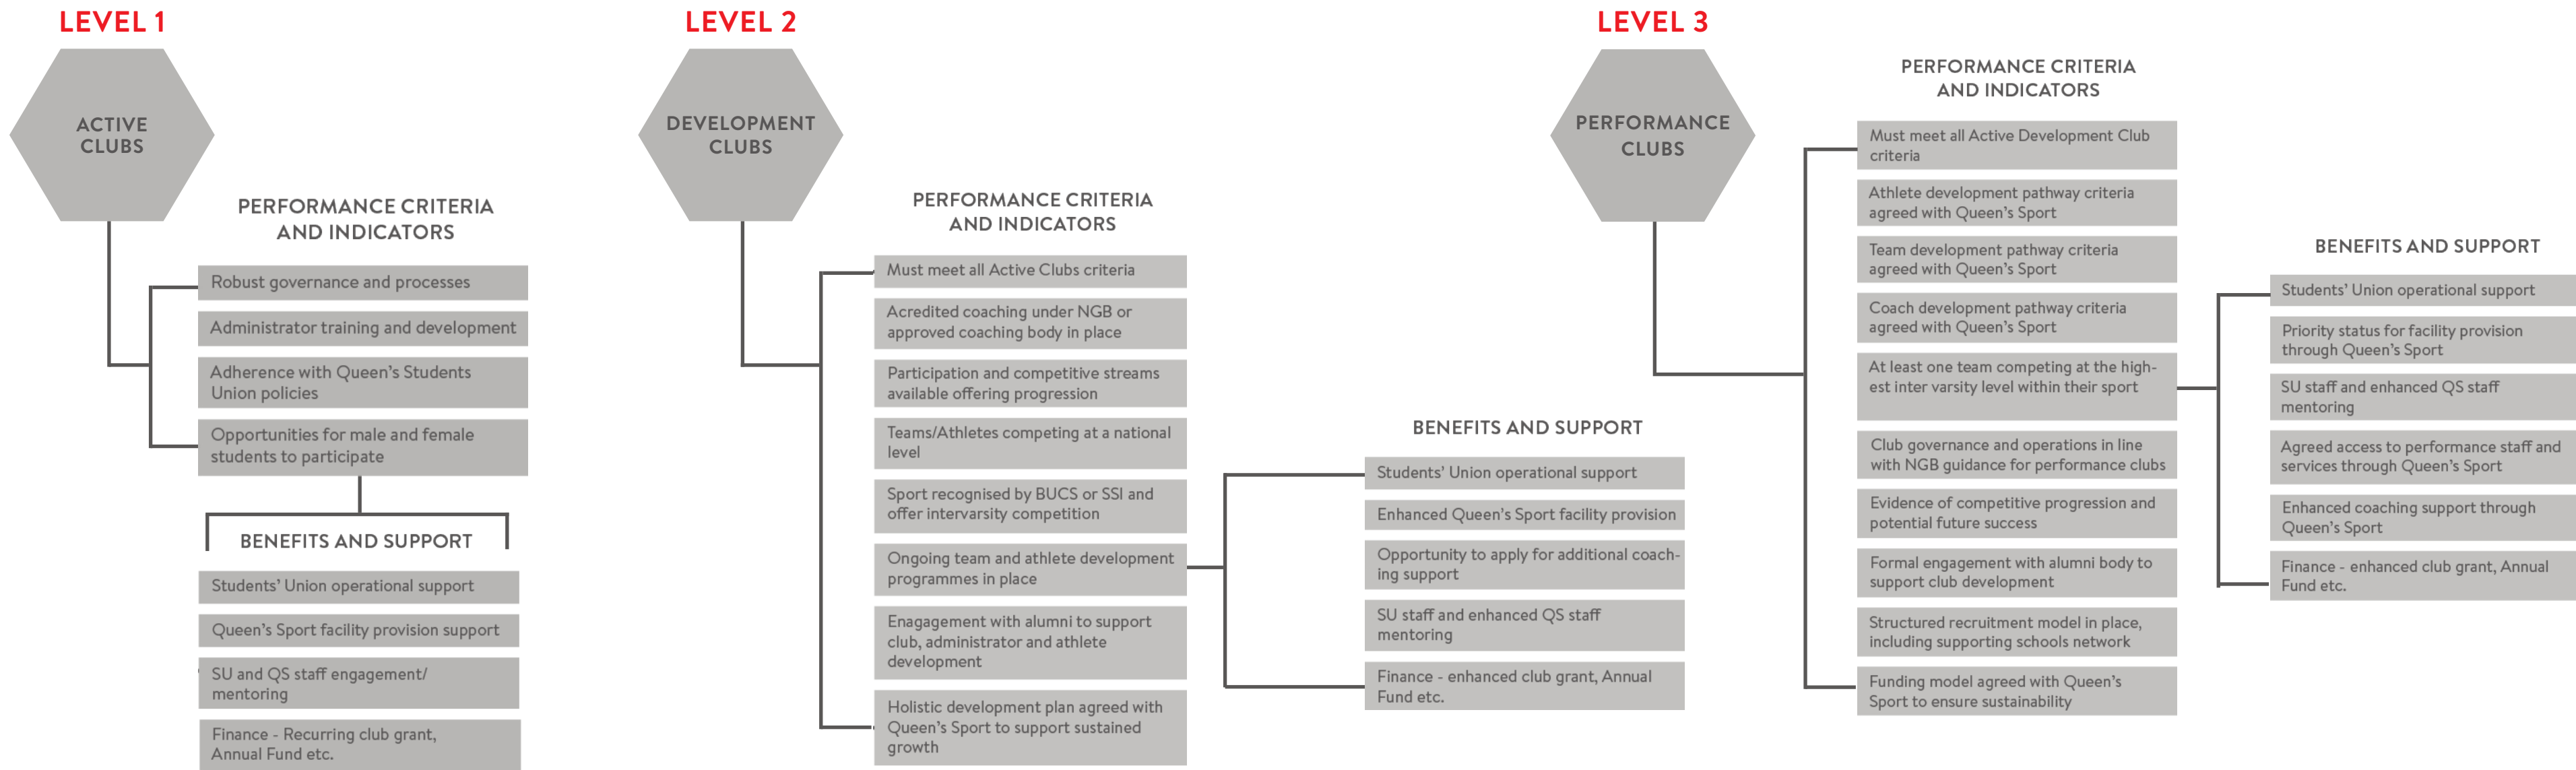 LEVEL 1
ACTIVE
CLUBS
PERFORMANCE CRITERIA
AND INDICATORS
Robust governance and processes
Administrator training and development
Adherence with Queen's Students
Union policies
Opportunities for male and female
students to participate
BENEFITS AND SUPPORT
Students' Union operational support
Queen's Sport facility provision support
SU and QS staff engagement/
mentoring
Finance - Recurring club grant,
Annual Fund etc.
LEVEL 2
DEVELOPMENT
CLUBS
PERFORMANCE CRITERIA
AND INDICATORS
Must meet all Active Clubs criteria
Acredited coaching under NGB or
approved coaching body in place
Participation and competitive streams
available offering progression
Teams/Athletes competing at a national
level
Sport recognised by BUCS or SSI and
offer intervarsity competition
Ongoing team and athlete development
programmes in place
Enagagement with alumni to support
club, administrator and athlete
development
Holistic development plan agreed with
Queen's Sport to support sustained
growth
BENEFITS AND SUPPORT
Students' Union operational support
Enhanced Queen's Sport facility provision
Opportunity to apply for additional coach-
ing support
SU staff and enhanced QS staff
mentoring
Finance - enhanced club grant, Annual
Fund etc.
LEVEL 3
PERFORMANCE
CLUBS
PERFORMANCE CRITERIA
AND INDICATORS
Must meet all Active Development Club
criteria
Athlete development pathway criteria
agreed with Queen's Sport
Team development pathway criteria
agreed with Queen's Sport
Coach development pathway criteria
agreed with Queen's Sport
At least one team competing at the high-
est inter varsity level within their sport
Club governance and operations in line
with NGB guidance for performance clubs
Evidence of competitive progression and
potential future success
Formal engagement with alumni body to
support club development
Structured recruitment model in place,
including supporting schools network
Funding model agreed with Queen's
Sport to ensure sustainability
BENEFITS AND SUPPORT
Students' Union operational support
Priority status for facility provision
through Queen's Sport
SU staff and enhanced QS staff
mentoring
Agreed access to performance staff and
services through Queen's Sport
Enhanced coaching support through
Queen's Sport
Finance - enhanced club grant, Annual
Fund etc.